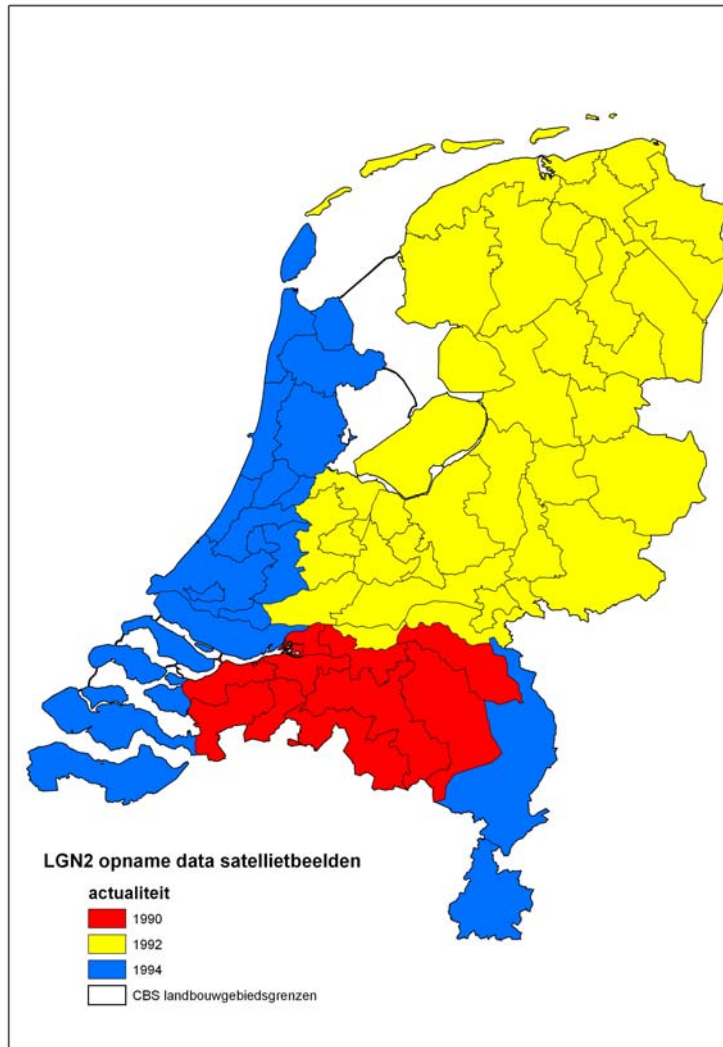 LGN2 opname data satellietbeelden
actualiteit
1990
1992
1994
CBS landbouwgebiedsgrenzen